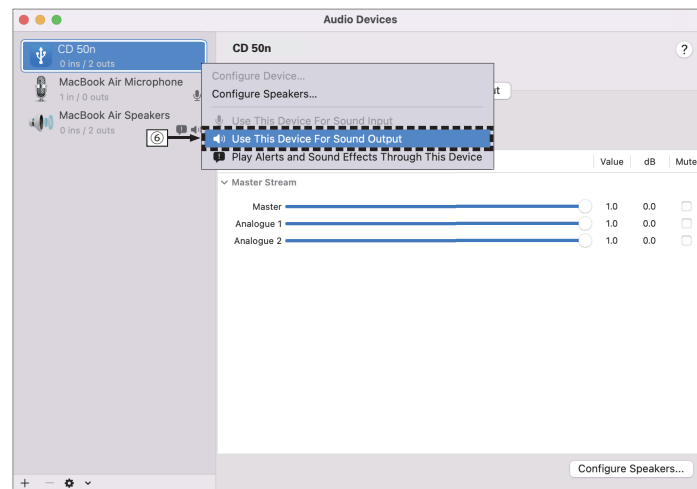 Audio Devices
CD 50n
0 ins / 2 outs
MacBook Air Microphone
1 in / 0 outs
MacBook Air Speakers
0 ins / 2 outs
⑥
CD 50n
?
Configure Device...
Configure Speakers...
Use This Device For Sound Input
Use This Device For Sound Output
Play Alerts and Sound Effects Through This Device
Value dB Mute
Master Stream
Master 1.0 0.0
Analogue 1 1.0 0.0
Analogue 2 1.0 0.0
Configure Speakers...